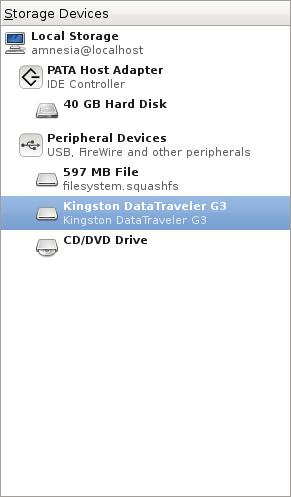 Storage Devices
Local Storage
amnesia@localhost
PATA Host Adapter
IDE Controller
40 GB Hard Disk
Peripheral Devices
USB, FireWire and other peripherals
597 MB File
filesystem.squashfs
Kingston DataTraveler G3
Kingston DataTraveler G3
CD/DVD Drive